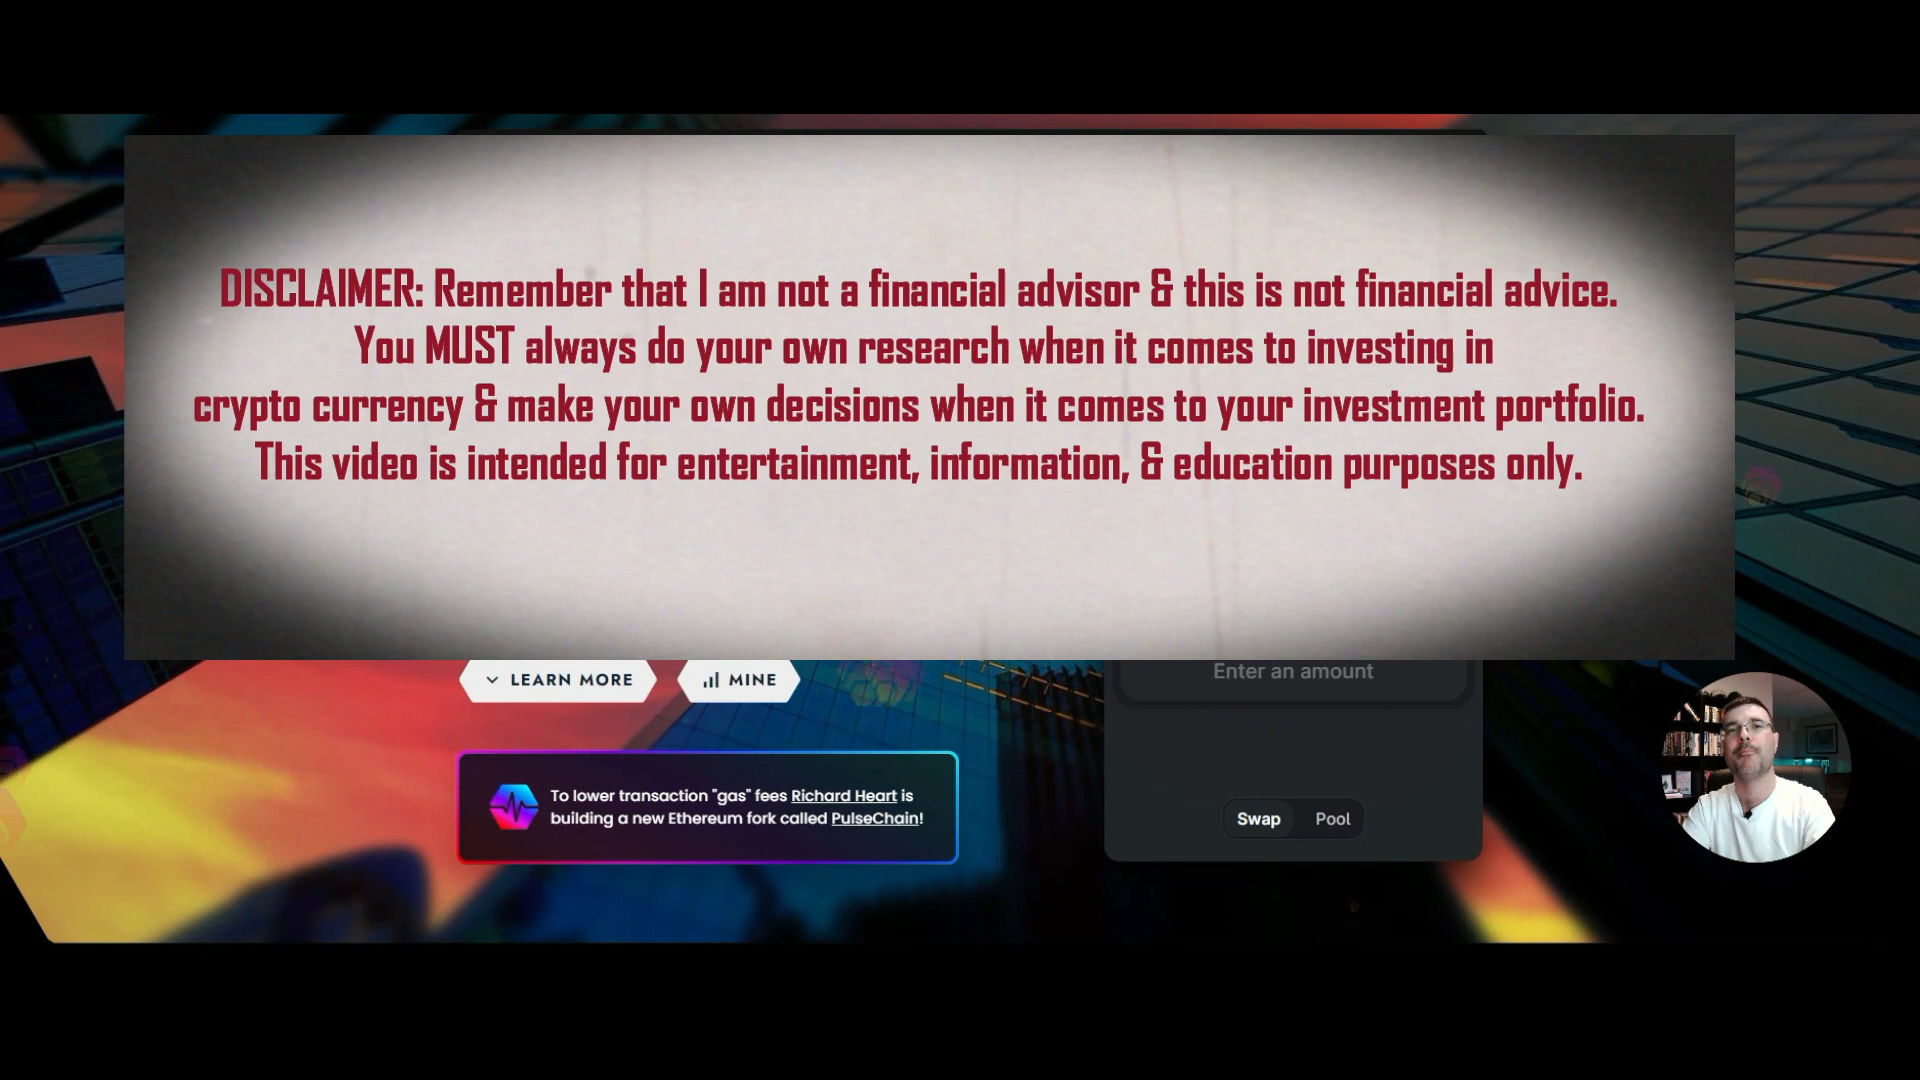 DISCLAIMER: Remember that I am not a financial advisor & this is not financial advice.
You MUST always do your own research when it comes to investing in
crypto currency & make your own decisions when it comes to your investment portfolio.
This video is intended for entertainment, information, & education purposes only.
LEARN MORE
MINE
Enter an amount
To lower transaction "gas" fees Richard Heart is
building a new Ethereum fork called PulseChain!
Swap
Pool